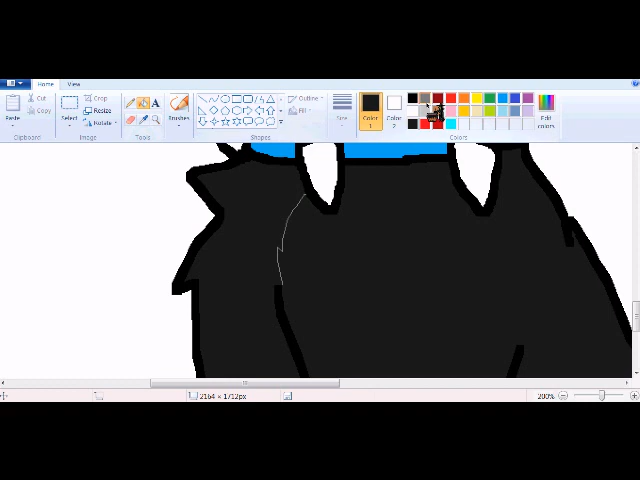 Home View
Cut
Copy
Paste
Clipboard
Select
Crop
Resize
Rotate
Image
A
Tools
Brushes
Outline
Fill
Shapes
Size
Color
1
Color
2
Edit
colors
Colors
2164 × 1712px
200%